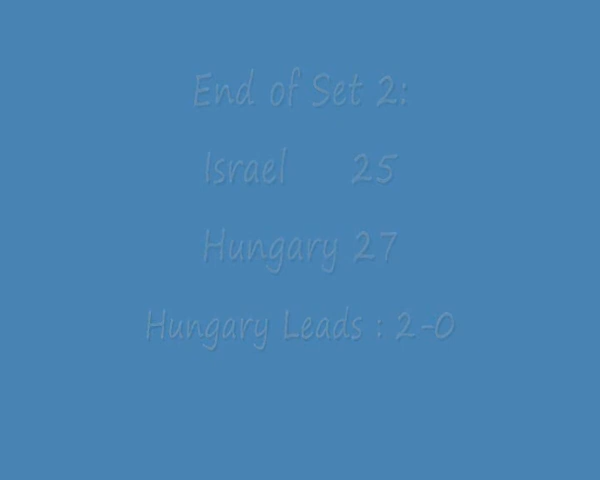 End of Set 2:
Israel 25
Hungary 27
Hungary Leads : 2-0